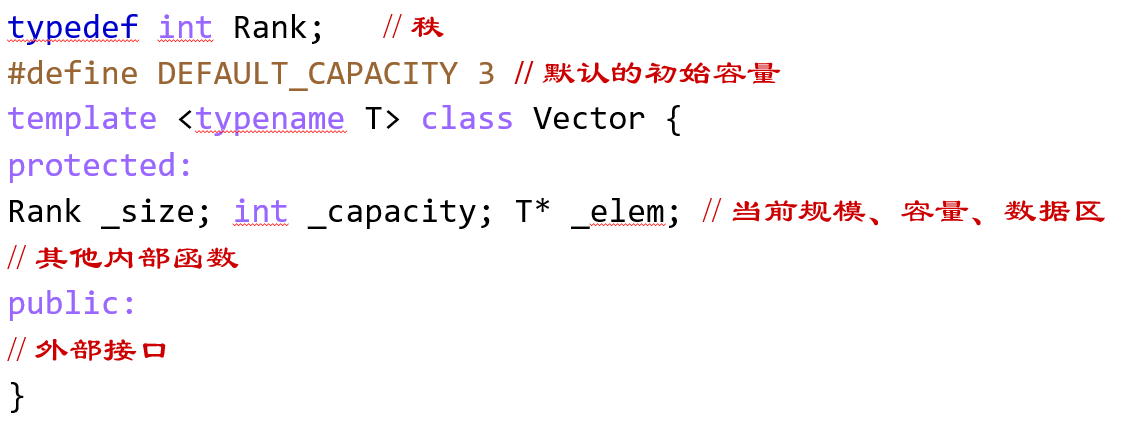 typedef int Rank; // 秩
#define DEFAULT_CAPACITY 3 // 默认的初始容量
template <typename T> class Vector {
protected:
Rank _size; int _capacity; T* _elem; // 当前规模、容量、数据区
// 其他内部函数
public:
// 外部接口
}